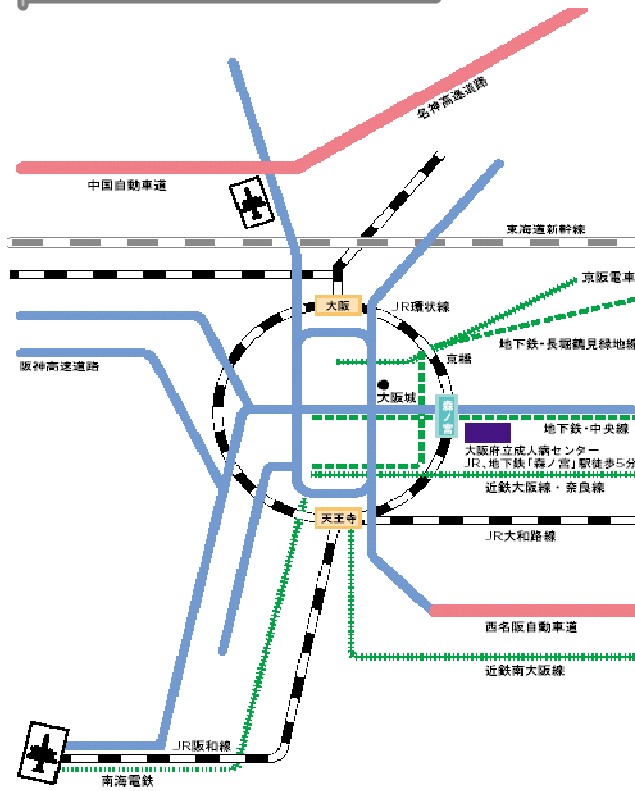 名神高速道路
中国自動車道
東海道新幹線
京阪電車
大阪
JR環状線
地下鉄・長堀鶴見緑地線
京橋
阪神高速道路
大阪城
森ノ宮
地下鉄・中央線
大阪府立成人病センター
JR、地下鉄「森ノ宮」駅徒歩5分
近鉄大阪線・奈良線
天王寺
JR大和路線
西名阪自動車道
近鉄南大阪線
JR阪和線
南海電鉄